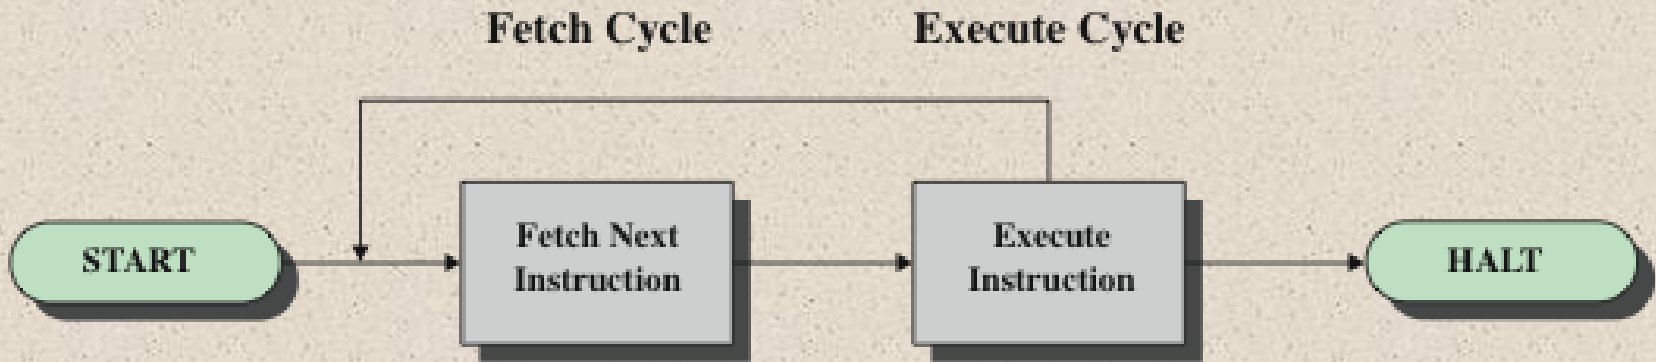 Fetch Cycle
Execute Cycle
START
Fetch Next
Instruction
Execute
Instruction
HALT